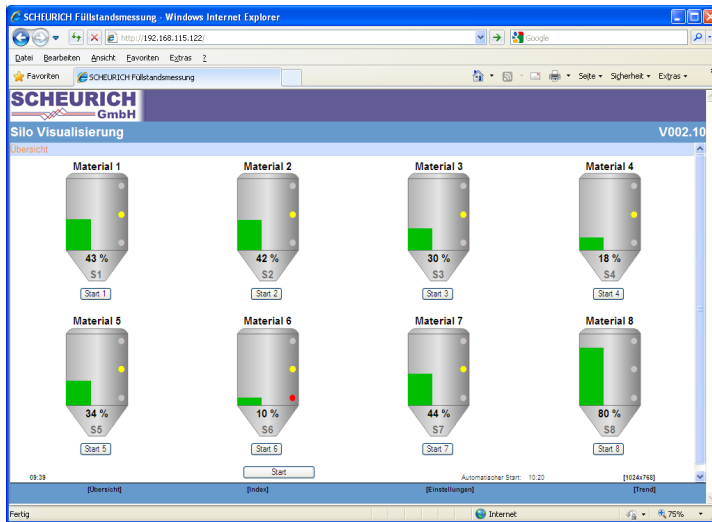 SCHEURICH Füllstandsmessung - Windows Internet Explorer
http://192.168.115.122/
Google
Datei Bearbeiten Ansicht Favoriten Extras ?
Favoriten SCHEURICH Füllstandsmessung Seite Sicherheit Extras
SCHEURICH
GmbH
Silo Visualisierung V002.10
Übersicht
Material 1 Material 2 Material 3 Material 4
43 % 42 % 30 % 18 %
S1 S2 S3 S4
Start 1 Start 2 Start 3 Start 4
Material 5 Material 6 Material 7 Material 8
34 % 10 % 44 % 80 %
S5 S6 S7 S8
Start 5 Start 6 Start 7 Start 8
Start
09:39 Automatischer Start: 10:20 [1024x768]
[Übersicht] [Index] [Einstellungen] [Trend]
Fertig Internet 75%